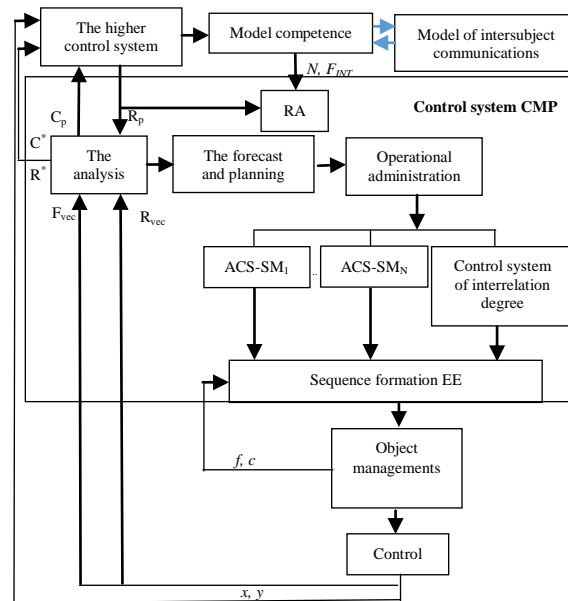 The higher
control system
Model competence
Model of intersubject
communications
N, F_INT
Control system CMP
RA
C_p
R_p
C*
R*
The
analysis
The forecast
and planning
Operational
administration
F_vec
R_vec
ACS-SM₁
..
ACS-SM_N
Control system
of interrelation
degree
Sequence formation EE
Object
managements
f, c
Control
x, y